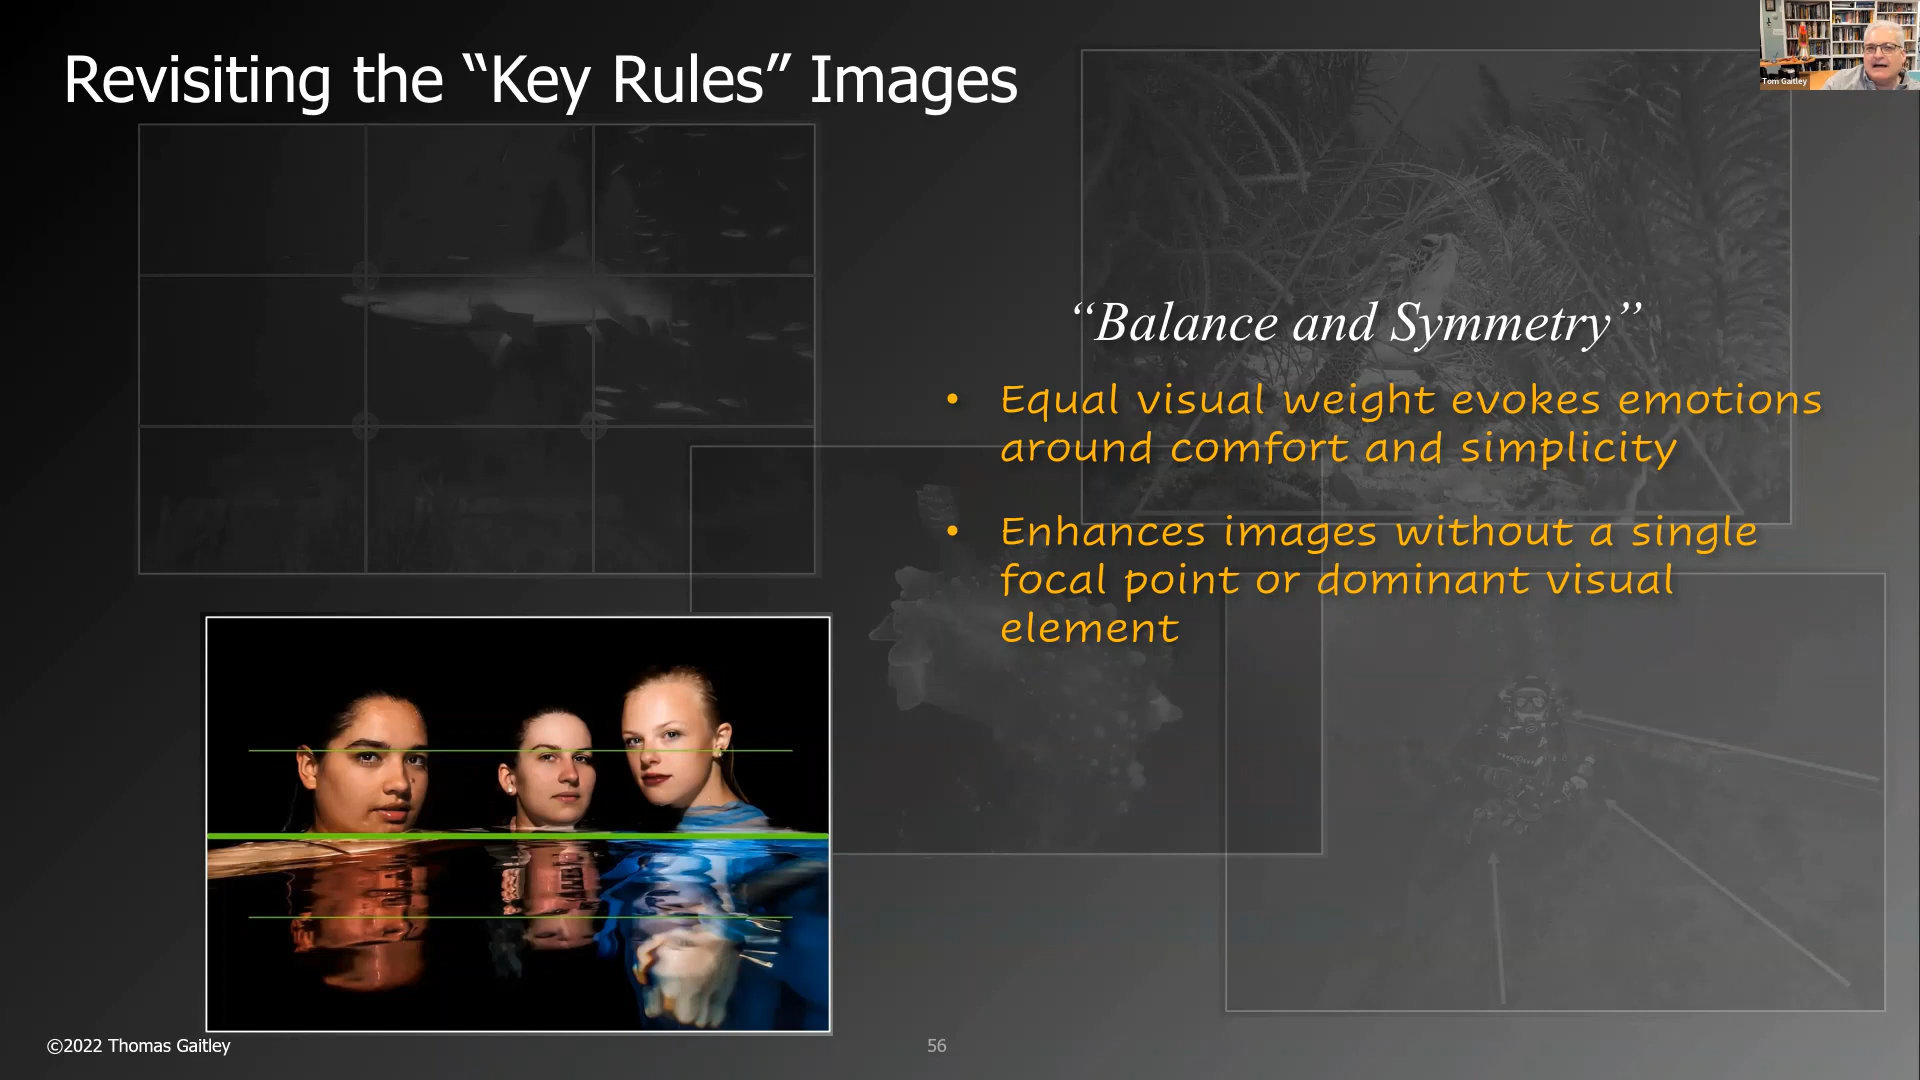 Revisiting the “Key Rules” Images
Tom Gaitley
“Balance and Symmetry”
• Equal visual weight evokes emotions
around comfort and simplicity
• Enhances images without a single
focal point or dominant visual
element
©2022 Thomas Gaitley
56